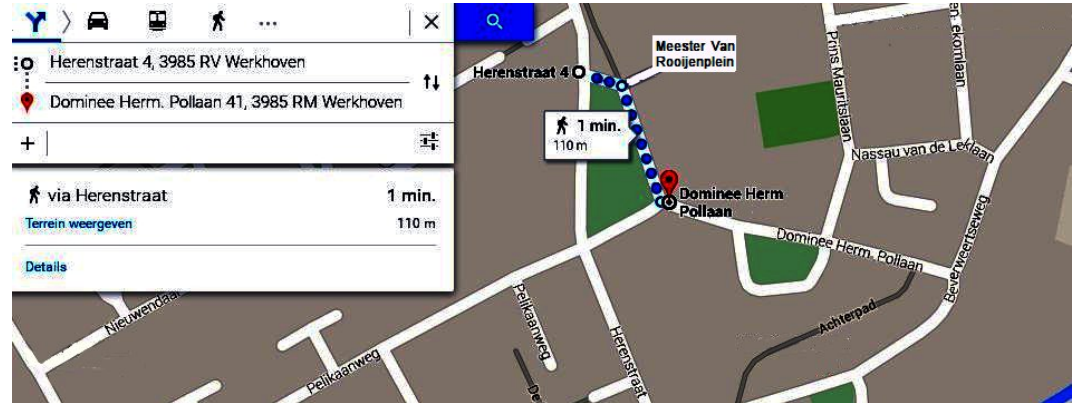 Herenstraat 4, 3985 RV Werkhoven
Dominee Herm. Pollaan 41, 3985 RM Werkhoven
via Herenstraat 1 min.
Terrein weergeven 110 m
Details
Meester Van
Rooijenplein
Herenstraat 4
1 min.
110 m
Dominee Herm
Pollaan
Prins Mauritslaan
Nassau van de Leklaan
Dominee Herm. Pollaan
Beverweertseweg
Achterpad
Nieuwendaal
Pelikaanweg
Pelikaanweg
Herenstraat
De